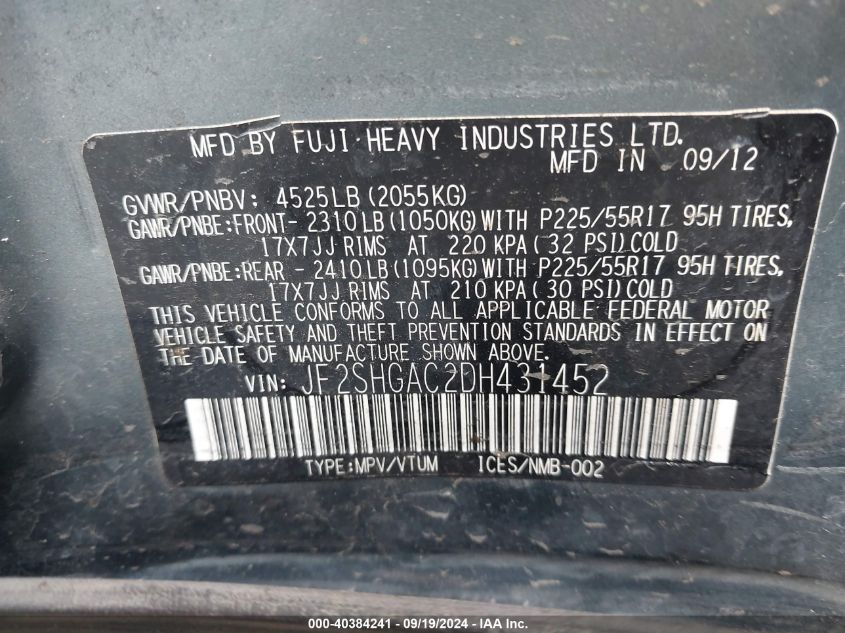 MFD BY FUJI HEAVY INDUSTRIES LTD.
MFD IN 09/12
GVWR/PNBV: 4525LB (2055KG)
GAWR/PNBE:FRONT- 2310LB(1050KG)WITH P225/55R17 95H TIRES,
17X7JJ RIMS AT 220 KPA( 32 PSI)COLD
GAWR/PNBE:REAR - 2410LB(1095KG)WITH P225/55R17 95H TIRES,
17X7JJ RIMS AT 210 KPA( 30 PSI)COLD
THIS VEHICLE CONFORMS TO ALL APPLICABLE FEDERAL MOTOR
VEHICLE SAFETY AND THEFT PREVENTION STANDARDS IN EFFECT ON
THE DATE OF MANUFACTURE SHOWN ABOVE.
VIN: JF2SHGAC2DH431452
TYPE:MPV/VTUM ICES/NMB-002
000-40384241 - 09/19/2024 - IAA Inc.